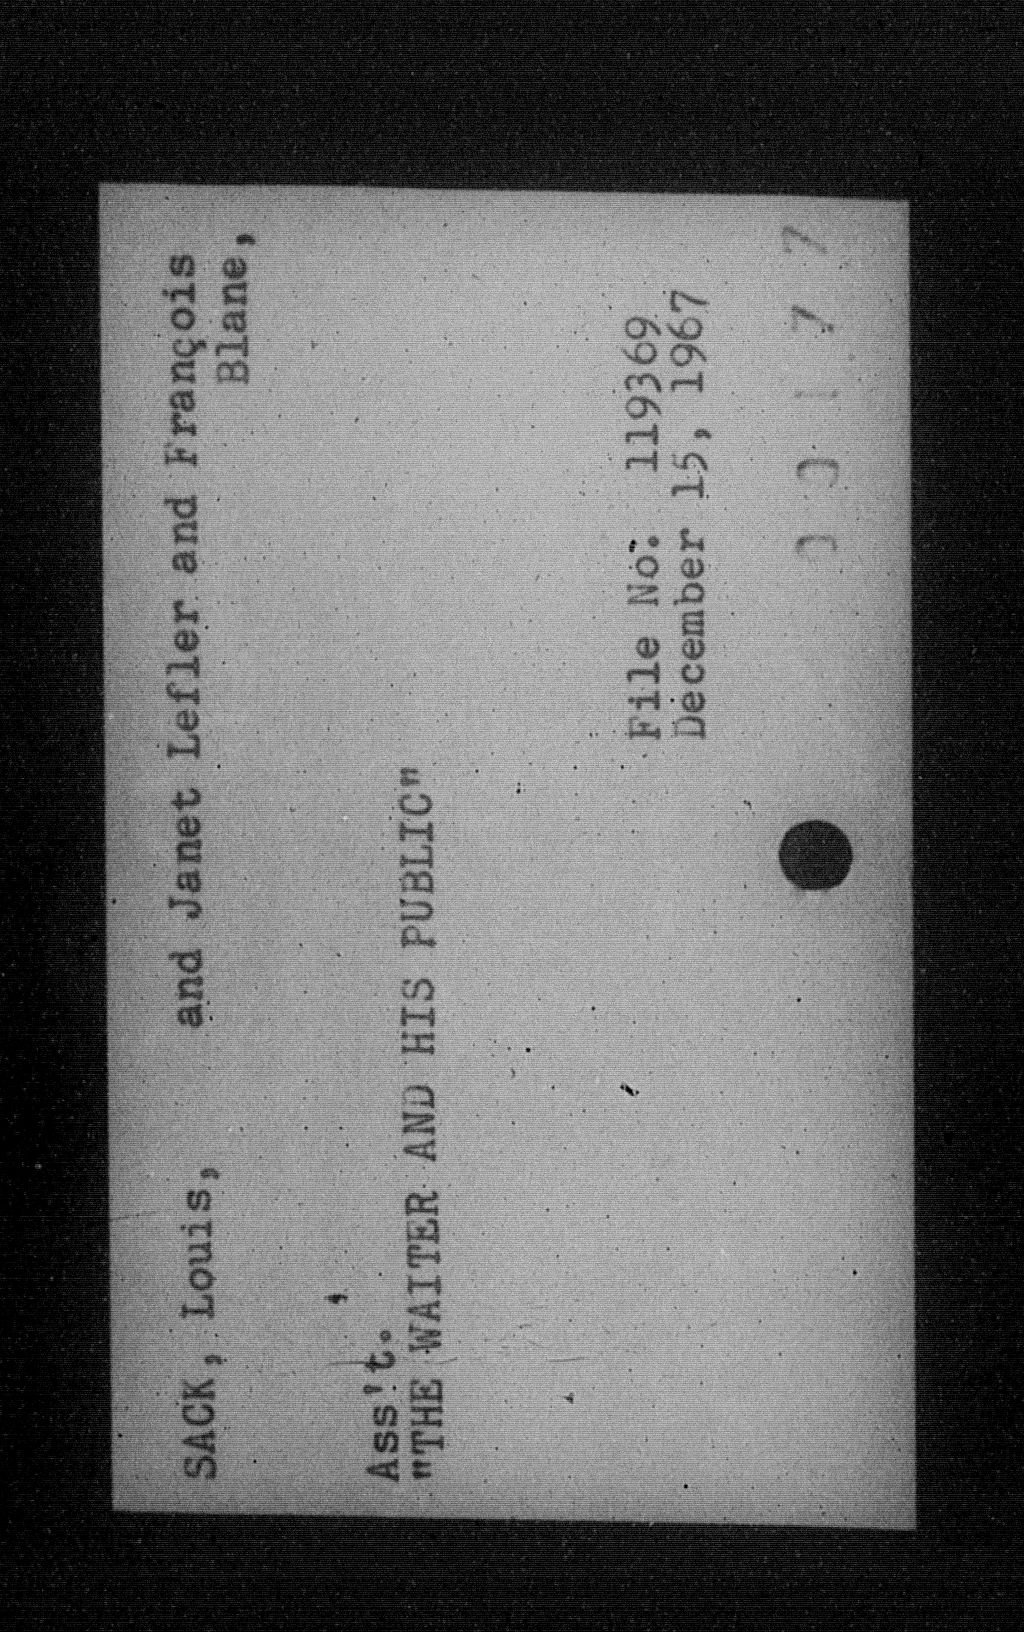 SACK, Louis, and Janet Lefler and François
Blane,
Ass't.
"THE WAITER AND HIS PUBLIC"
File No. 119369
December 15, 1967